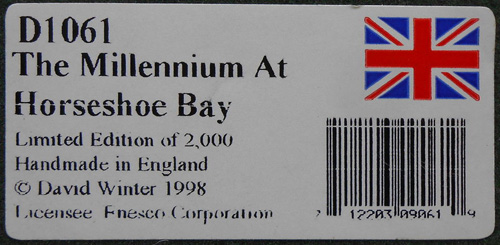 D1061
The Millennium At
Horseshoe Bay
Limited Edition of 2,000
Handmade in England
© David Winter 1998
Licensee Enesco Corporation
7 12203 09061 9